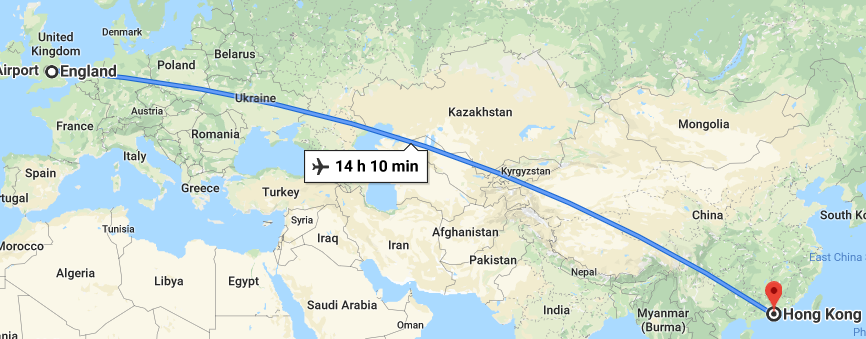 Denmark
United
Kingdom
Belarus
Poland
Airport
England
Ukraine
Austria
Kazakhstan
France
Mongolia
Romania
Italy
14 h 10 min
Kyrgyzstan
Spain
rtugal
Greece
Turkey
China
South Ko
Tunisia
Syria
Afghanistan
Morocco
Iraq
Iran
East China
Pakistan
Algeria
Libya
Egypt
Nepal
Saudi Arabia
India
Myanmar
(Burma)
Hong Kong
Oman
Ph